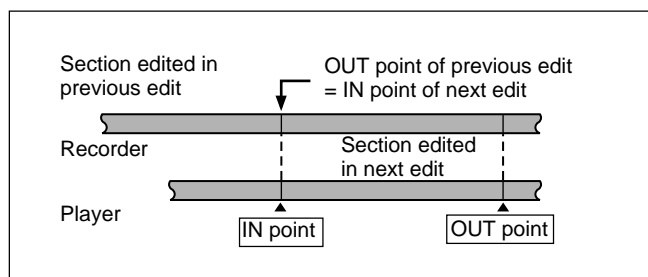 Section edited in
previous edit
OUT point of previous edit
= IN point of next edit
Recorder
Section edited
in next edit
Player
IN point
OUT point